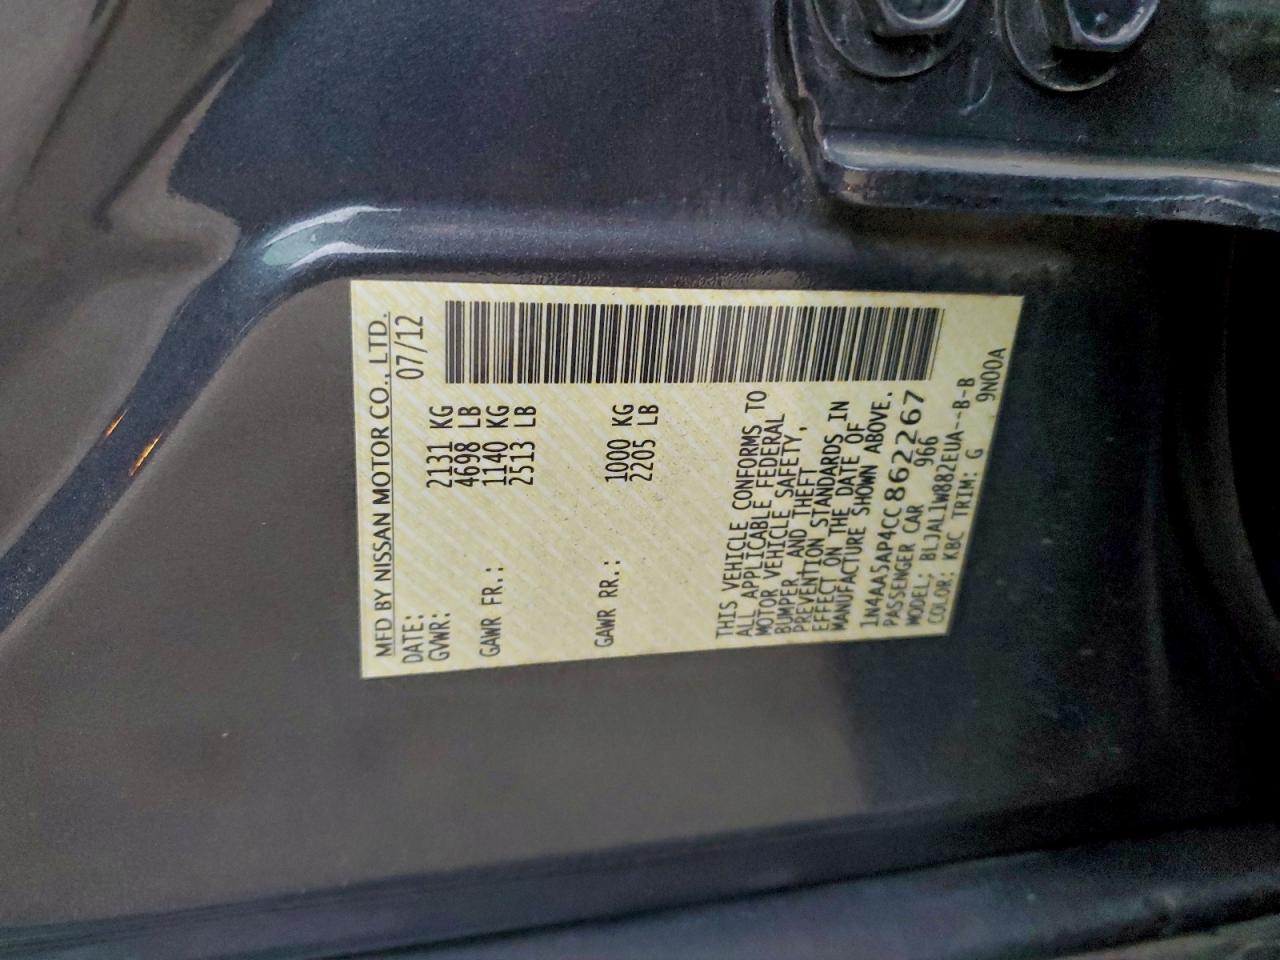 MFD BY NISSAN MOTOR CO., LTD.
DATE: 07/12
GVWR: 2131 KG
4698 LB
GAWR FR.: 1140 KG
2513 LB
GAWR RR.: 1000 KG
2205 LB
THIS VEHICLE CONFORMS TO
ALL APPLICABLE FEDERAL
MOTOR VEHICLE SAFETY,
BUMPER, AND THEFT
PREVENTION STANDARDS IN
EFFECT ON THE DATE OF
MANUFACTURE SHOWN ABOVE.
1N4AA5AP4CC862267
PASSENGER CAR 966
MODEL: BLJALIW882EUA--B-B
COLOR: KBC TRIM: G 9N00A